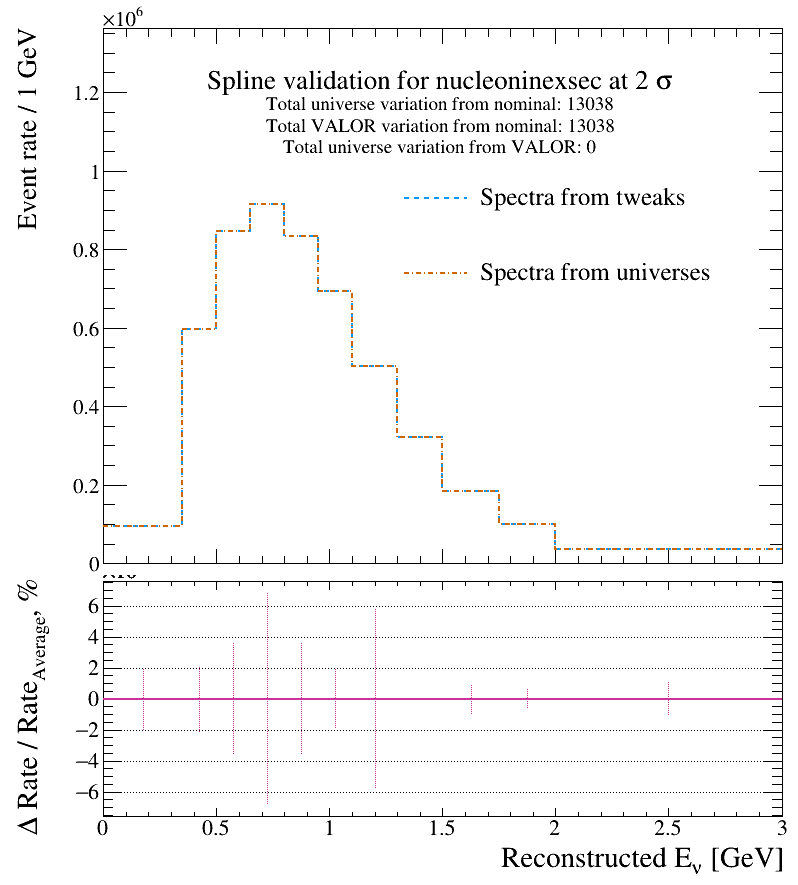 ×10⁶
Event rate / 1 GeV
Spline validation for nucleoninexsec at 2 σ
Total universe variation from nominal: 13038
Total VALOR variation from nominal: 13038
Total universe variation from VALOR: 0
Spectra from tweaks
Spectra from universes
1.2
1
0.8
0.6
0.4
0.2
0
Δ Rate / Rate_Average, %
6
4
2
0
−2
−4
−6
0 0.5 1 1.5 2 2.5 3
Reconstructed E_ν [GeV]